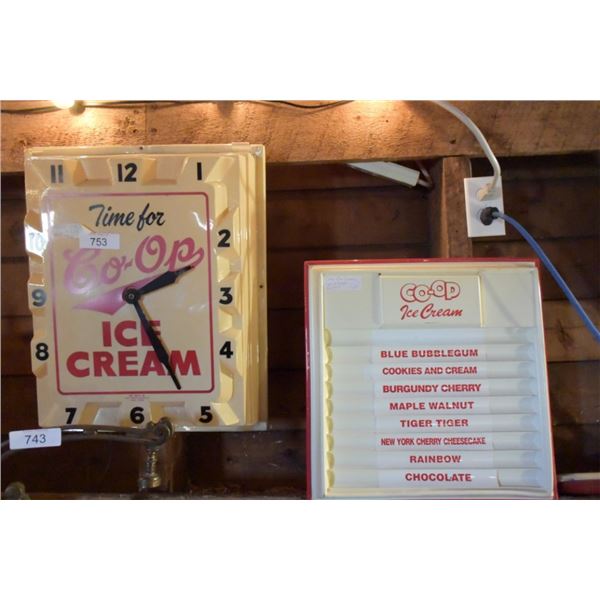 11 12 1
Time for
753
2
10
Co-Op
9
3
ICE
8
4
CREAM
7 6 5
743
CO-OP
Ice Cream
BLUE BUBBLEGUM
COOKIES AND CREAM
BURGUNDY CHERRY
MAPLE WALNUT
TIGER TIGER
NEW YORK CHERRY CHEESECAKE
RAINBOW
CHOCOLATE